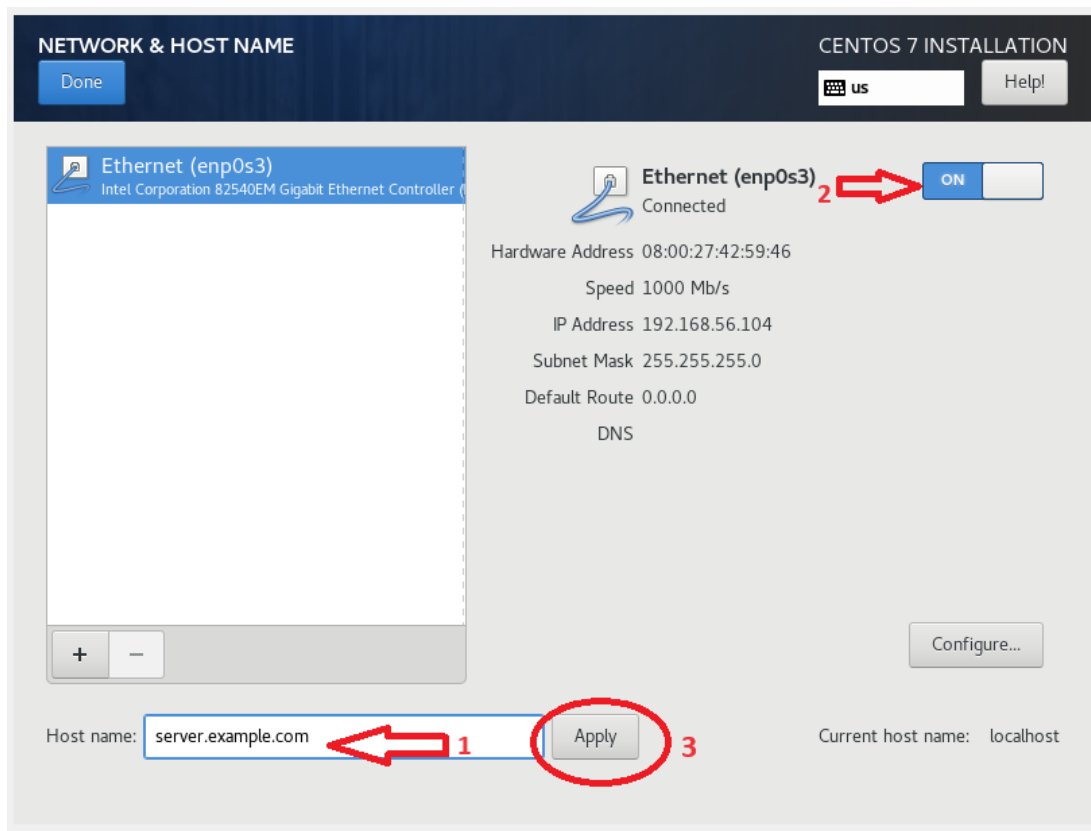 NETWORK & HOST NAME
CENTOS 7 INSTALLATION
Done
us
Help!
Ethernet (enp0s3)
Intel Corporation 82540EM Gigabit Ethernet Controller (
Ethernet (enp0s3)
2
ON
Connected
Hardware Address 08:00:27:42:59:46
Speed 1000 Mb/s
IP Address 192.168.56.104
Subnet Mask 255.255.255.0
Default Route 0.0.0.0
DNS
+ −
Configure...
Host name: server.example.com
1
Apply
3
Current host name: localhost